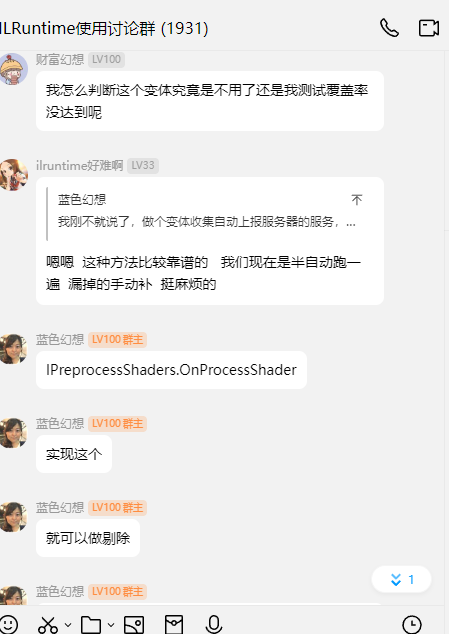 ILRuntime使用讨论群 (1931)
财富幻想 LV100
我怎么判断这个变体究竟是不用了还是我测试覆盖率
没达到呢
ilruntime好难啊 LV33
蓝色幻想
我刚不就说了，做个变体收集自动上报服务器的服务，...
嗯嗯 这种方法比较靠谱的 我们现在是半自动跑一
遍 漏掉的手动补 挺麻烦的
蓝色幻想 LV100 群主
IPreprocessShaders.OnProcessShader
蓝色幻想 LV100 群主
实现这个
蓝色幻想 LV100 群主
就可以做剔除
1
蓝色幻想 LV100 群主